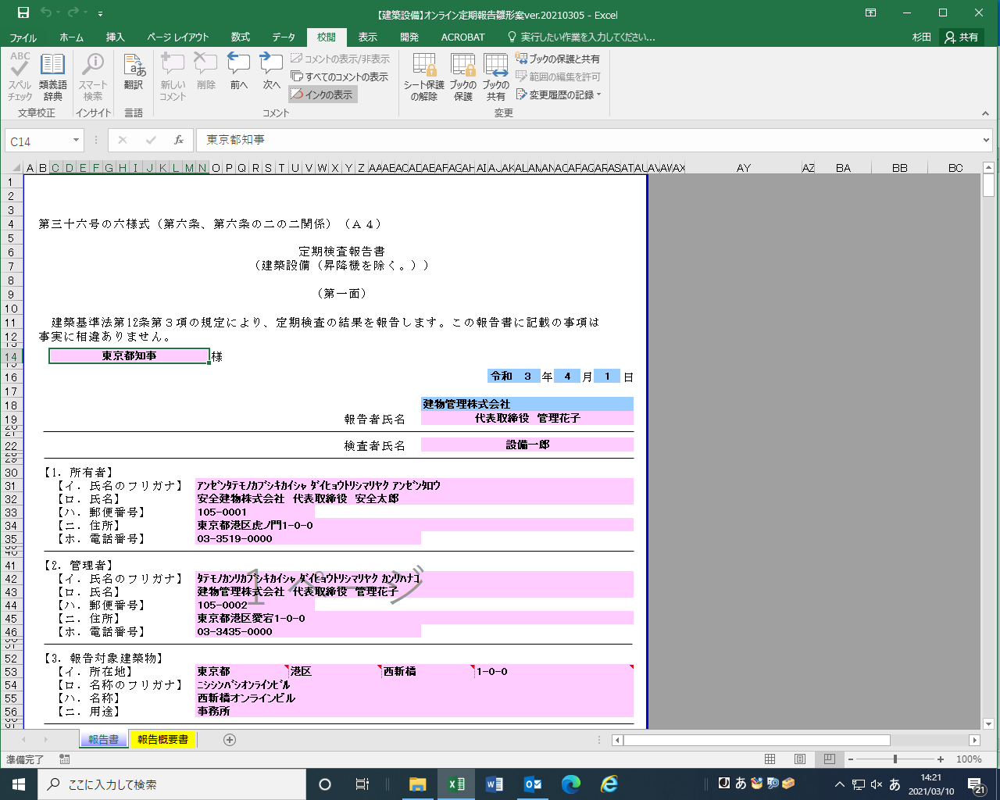 【建築設備】オンライン定期報告雛形案ver.20210305 - Excel
ファイル ホーム 挿入 ページ レイアウト 数式 データ 校閲 表示 開発 ACROBAT 実行したい作業を入力してください... 杉田 共有
ABC
スペル
チェック
類義語
辞典
文章校正
スマート
検索
インサイト
翻訳
言語
新しい
コメント
削除
前へ
次へ
コメントの表示/非表示
すべてのコメントの表示
インクの表示
コメント
シート保護
の解除
ブックの
保護
ブックの
共有
ブックの保護と共有
範囲の編集を許可
変更履歴の記録
変更
C14 fx 東京都知事
A B C D E F G H I J K L M N O P Q R S T U V W X Y Z AY AZ BA BB BC
第三十六号の六様式（第六条、第六条の二の二関係）（Ａ４）
定期検査報告書
（建築設備（昇降機を除く。））
（第一面）
建築基準法第12条第３項の規定により、定期検査の結果を報告します。この報告書に記載の事項は
事実に相違ありません。
東京都知事 様
令和 3 年 4 月 1 日
建物管理株式会社
報告者氏名 代表取締役 管理花子
検査者氏名 設備一郎
【1. 所有者】
【イ. 氏名のフリガナ】 ｱﾝｾﾞﾝﾀﾃﾓﾉｶﾌﾞｼｷｶｲｼｬ ﾀﾞｲﾋｮｳﾄﾘｼﾏﾘﾔｸ ｱﾝｾﾞﾝﾀﾛｳ
【ロ. 氏名】 安全建物株式会社 代表取締役 安全太郎
【ハ. 郵便番号】 105-0001
【ニ. 住所】 東京都港区虎ノ門1-0-0
【ホ. 電話番号】 03-3519-0000
【2. 管理者】
【イ. 氏名のフリガナ】 ﾀﾃﾓﾉｶﾝﾘｶﾌﾞｼｷｶｲｼｬ ﾀﾞｲﾋｮｳﾄﾘｼﾏﾘﾔｸ ｶﾝﾘﾊﾅｺ
【ロ. 氏名】 建物管理株式会社 代表取締役 管理花子
【ハ. 郵便番号】 105-0002
【ニ. 住所】 東京都港区愛宕1-0-0
【ホ. 電話番号】 03-3435-0000
1 ページ
【3. 報告対象建築物】
【イ. 所在地】 東京都 港区 西新橋 1-0-0
【ロ. 名称のフリガナ】 ﾆｼｼﾝﾊﾞｼｵﾝﾗｲﾝﾋﾞﾙ
【ハ. 名称】 西新橋オンラインビル
【ニ. 用途】 事務所
報告書 報告概要書
準備完了 100%
ここに入力して検索
あ あ 14:21
2021/03/10
21